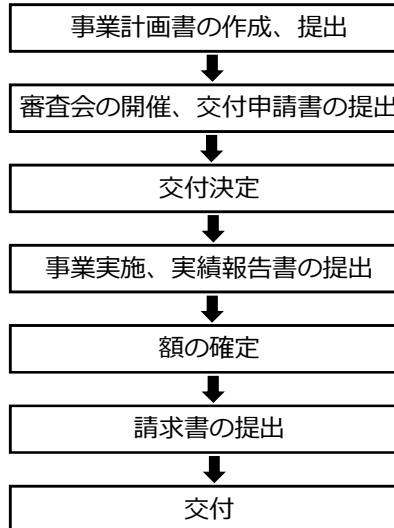 事業計画書の作成、提出
審査会の開催、交付申請書の提出
交付決定
事業実施、実績報告書の提出
額の確定
請求書の提出
交付